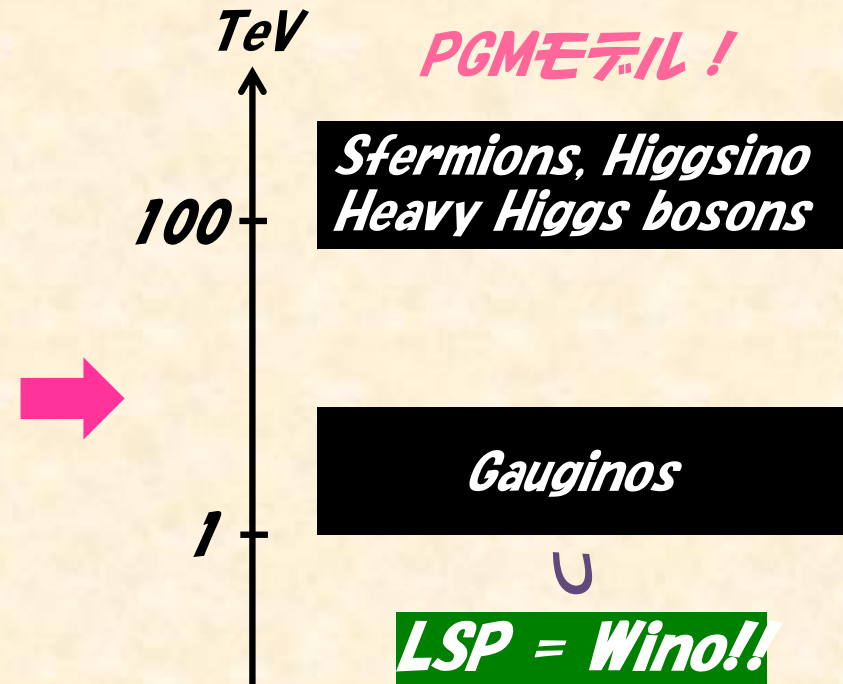 TeV
PGMモデル！
Sfermions, Higgsino
Heavy Higgs bosons
100
Gauginos
1
∪
LSP = Wino!!